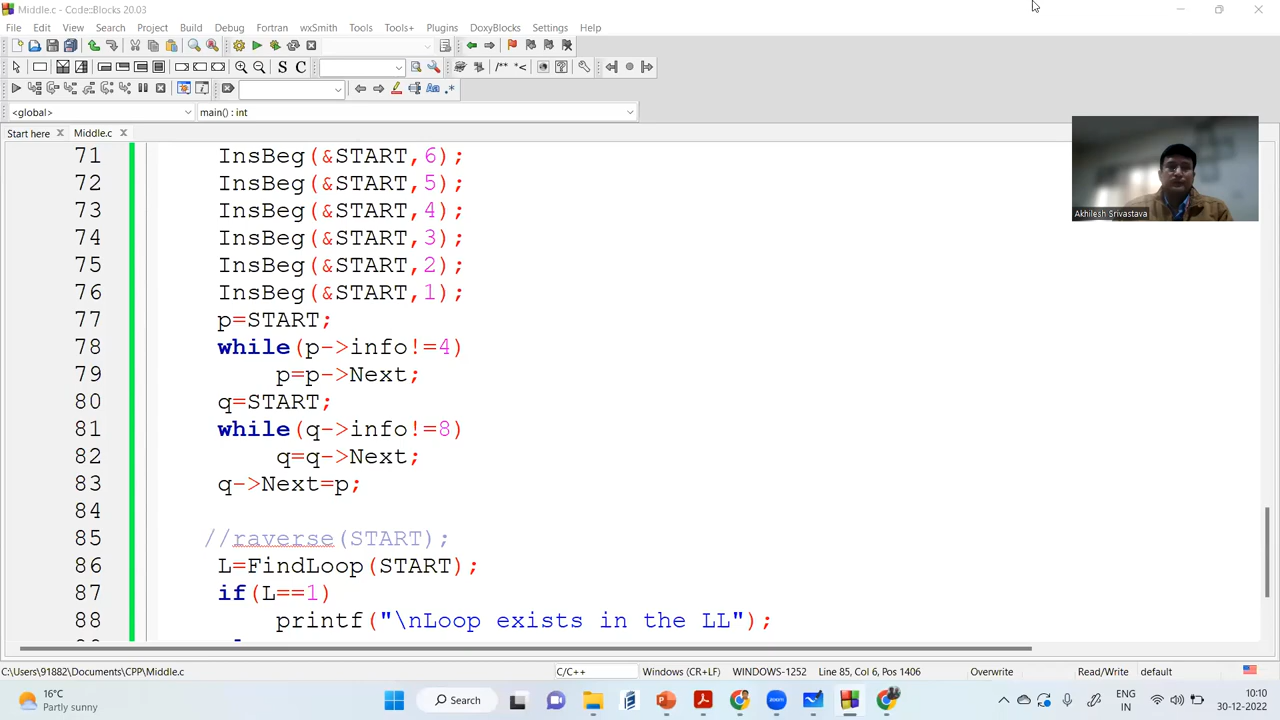 Middle.c - Code::Blocks 20.03
File Edit View Search Project Build Debug Fortran wxSmith Tools Tools+ Plugins DoxyBlocks Settings Help
S C /** *<
Aa .*
<global> main() : int
Start here Middle.c
Akhilesh Srivastava
71 InsBeg(&START,6);
72 InsBeg(&START,5);
73 InsBeg(&START,4);
74 InsBeg(&START,3);
75 InsBeg(&START,2);
76 InsBeg(&START,1);
77 p=START;
78 while(p->info!=4)
79 p=p->Next;
80 q=START;
81 while(q->info!=8)
82 q=q->Next;
83 q->Next=p;
84
85 //raverse(START);
86 L=FindLoop(START);
87 if(L==1)
88 printf("\nLoop exists in the LL");
C:\Users\91882\Documents\CPP\Middle.c C/C++ Windows (CR+LF) WINDOWS-1252 Line 85, Col 6, Pos 1406 Overwrite Read/Write default
16°C
Partly sunny
Search
zoom
ENG
IN
10:10
30-12-2022